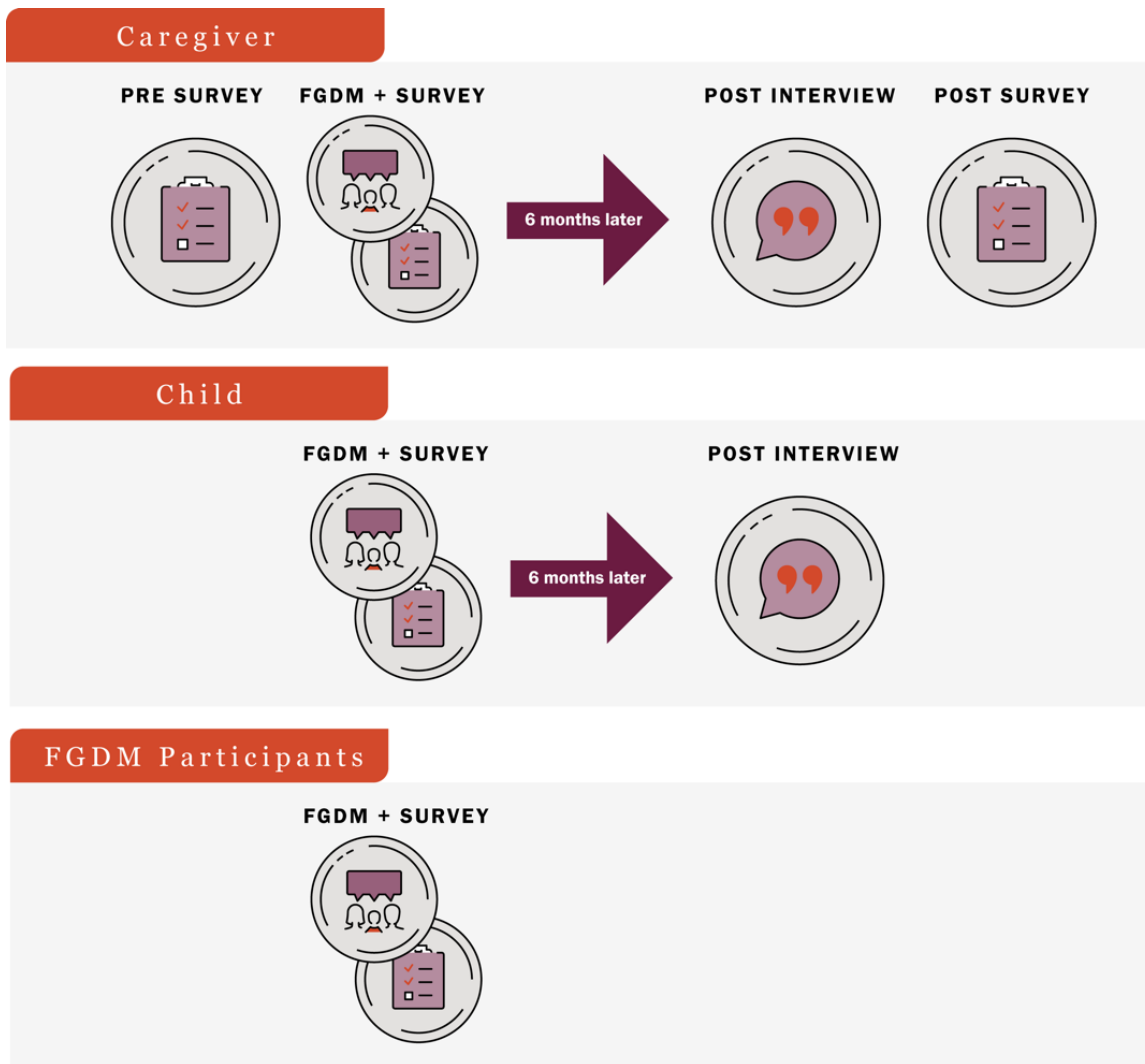 Caregiver
PRE SURVEY FGDM + SURVEY POST INTERVIEW POST SURVEY
6 months later
Child
FGDM + SURVEY POST INTERVIEW
6 months later
FGDM Participants
FGDM + SURVEY